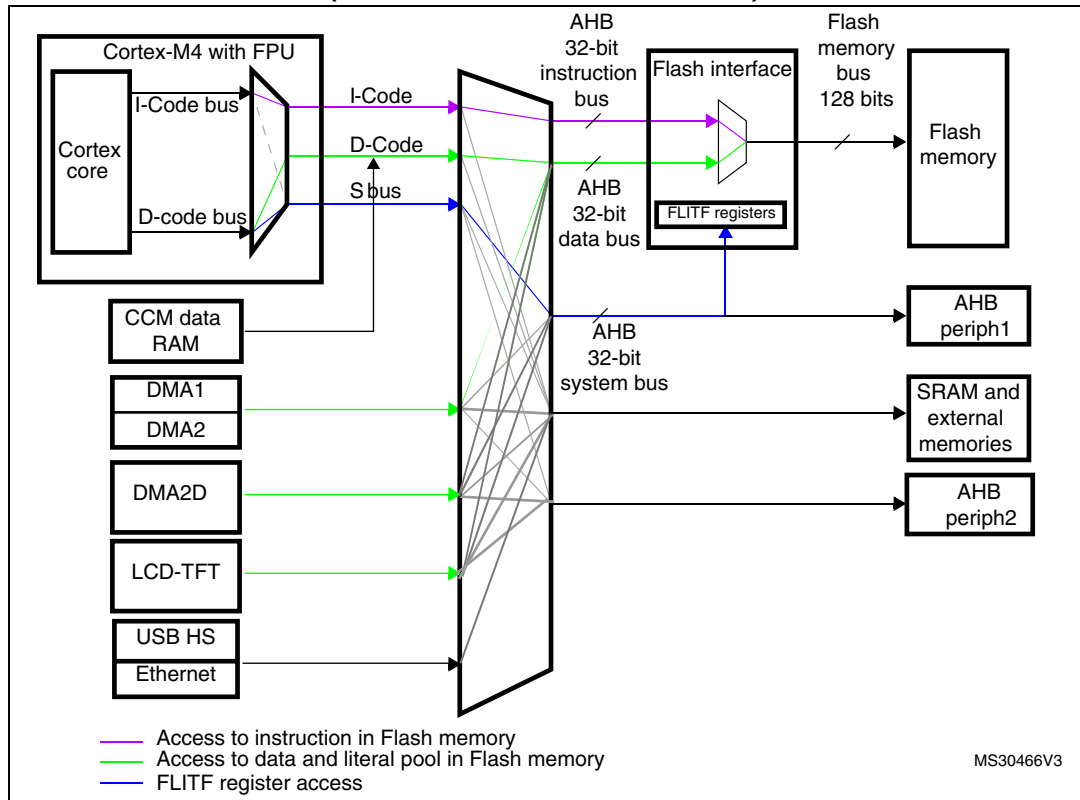 Cortex-M4 with FPU
I-Code bus
Cortex
core
D-code bus
I-Code
D-Code
S bus
CCM data
RAM
DMA1
DMA2
DMA2D
LCD-TFT
USB HS
Ethernet
AHB
32-bit
instruction
bus
AHB
32-bit
data bus
AHB
32-bit
system bus
Flash interface
FLITF registers
Flash
memory
bus
128 bits
Flash
memory
AHB
periph1
SRAM and
external
memories
AHB
periph2
Access to instruction in Flash memory
Access to data and literal pool in Flash memory
FLITF register access
MS30466V3